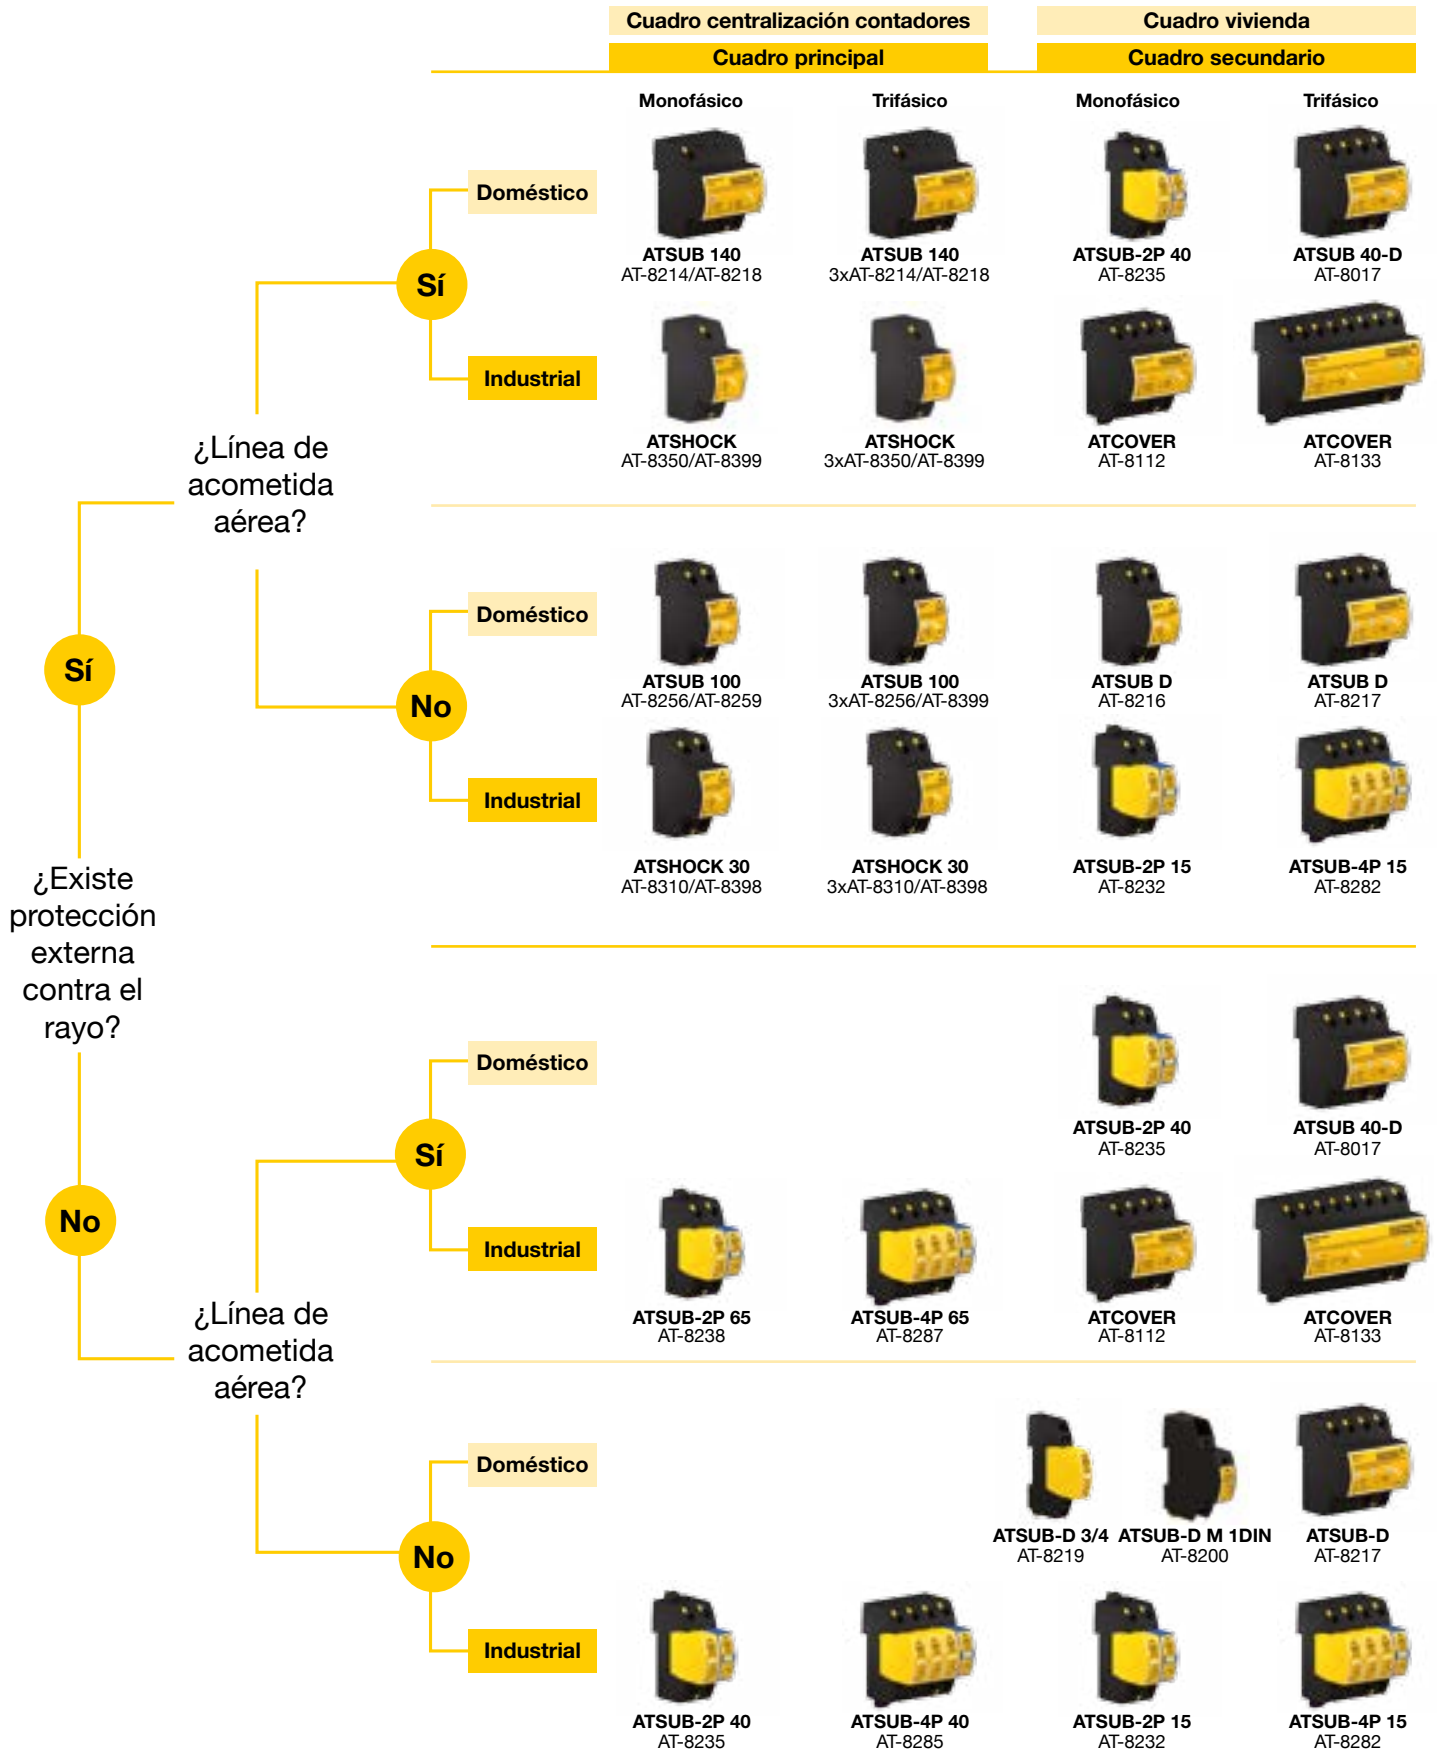 Cuadro centralización contadores
Cuadro vivienda
Cuadro principal
Cuadro secundario
Monofásico
Trifásico
Monofásico
Trifásico
Doméstico
ATSUB 140
AT-8214/AT-8218
ATSUB 140
3xAT-8214/AT-8218
ATSUB-2P 40
AT-8235
ATSUB 40-D
AT-8017
Sí
Industrial
ATSHOCK
AT-8350/AT-8399
ATSHOCK
3xAT-8350/AT-8399
ATCOVER
AT-8112
ATCOVER
AT-8133
¿Línea de
acometida
aérea?
Doméstico
ATSUB 100
AT-8256/AT-8259
ATSUB 100
3xAT-8256/AT-8399
ATSUB D
AT-8216
ATSUB D
AT-8217
Sí
No
Industrial
ATSHOCK 30
AT-8310/AT-8398
ATSHOCK 30
3xAT-8310/AT-8398
ATSUB-2P 15
AT-8232
ATSUB-4P 15
AT-8282
¿Existe
protección
externa
contra el
rayo?
Doméstico
ATSUB-2P 40
AT-8235
ATSUB 40-D
AT-8017
Sí
No
Industrial
ATSUB-2P 65
AT-8238
ATSUB-4P 65
AT-8287
ATCOVER
AT-8112
ATCOVER
AT-8133
¿Línea de
acometida
aérea?
Doméstico
ATSUB-D 3/4
AT-8219
ATSUB-D M 1DIN
AT-8200
ATSUB-D
AT-8217
No
Industrial
ATSUB-2P 40
AT-8235
ATSUB-4P 40
AT-8285
ATSUB-2P 15
AT-8232
ATSUB-4P 15
AT-8282